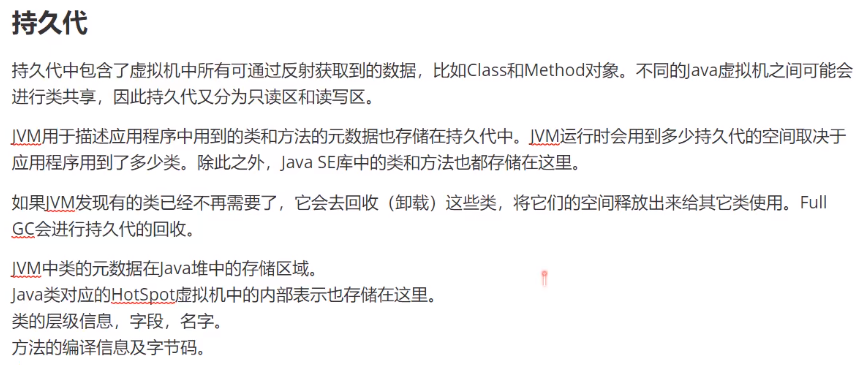 持久代
持久代中包含了虚拟机中所有可通过反射获取到的数据，比如Class和Method对象。不同的Java虚拟机之间可能会
进行类共享，因此持久代又分为只读区和读写区。
JVM用于描述应用程序中用到的类和方法的元数据也存储在持久代中。JVM运行时会用到多少持久代的空间取决于
应用程序用到了多少类。除此之外，Java SE库中的类和方法也都存储在这里。
如果JVM发现有的类已经不再需要了，它会去回收（卸载）这些类，将它们的空间释放出来给其它类使用。Full
GC会进行持久代的回收。
JVM中类的元数据在Java堆中的存储区域。
Java类对应的HotSpot虚拟机中的内部表示也存储在这里。
类的层级信息，字段，名字。
方法的编译信息及字节码。